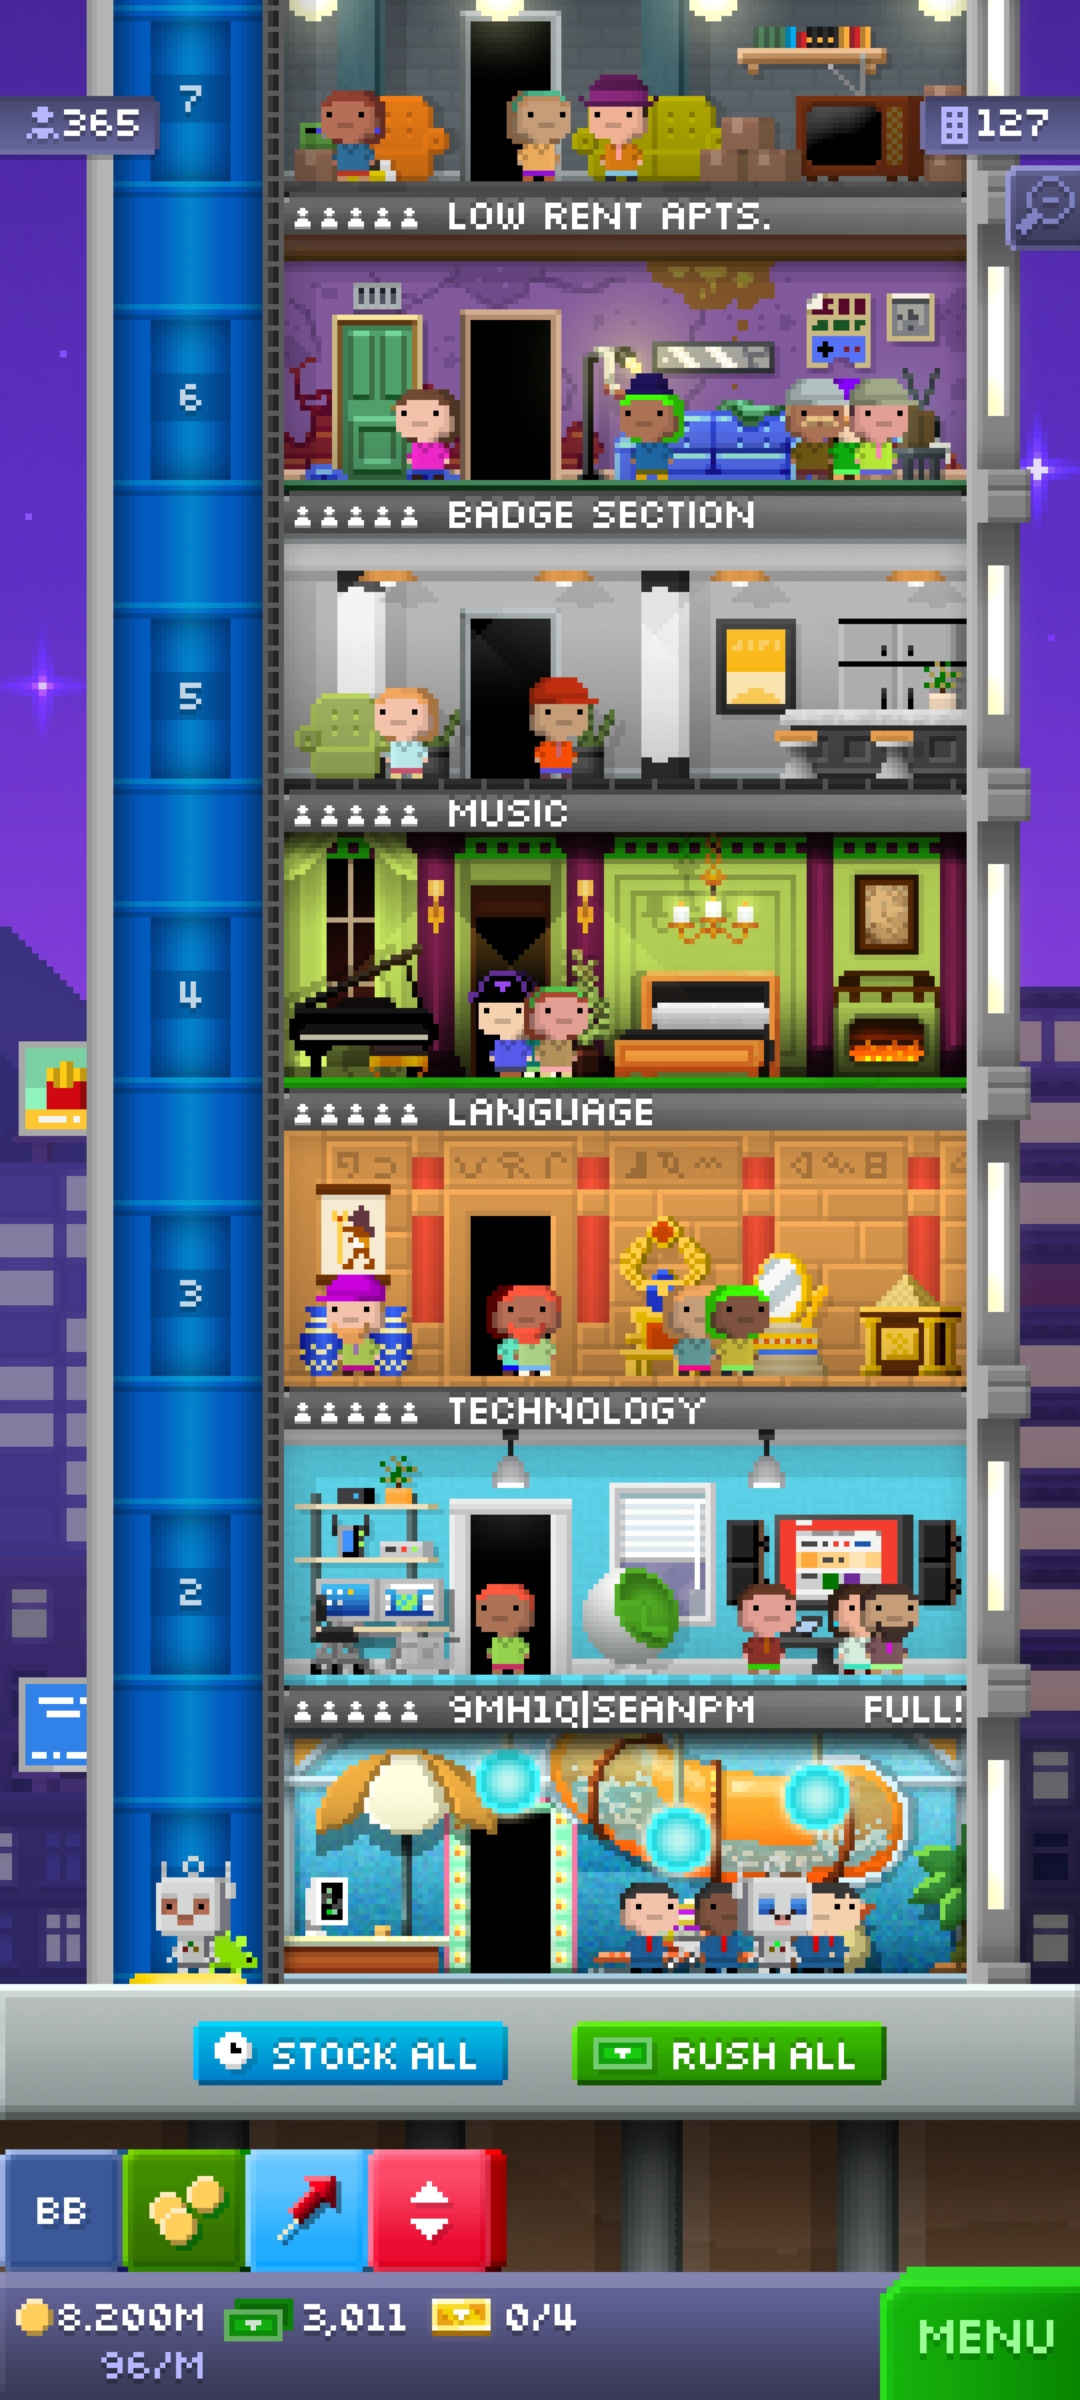 7
365
127
LOW RENT APTS.
6
BADGE SECTION
5
MUSIC
4
LANGUAGE
3
TECHNOLOGY
2
9MH1Q|SEANPM FULL!
STOCK ALL
RUSH ALL
BB
8.200M
3,011
0/4
96/M
MENU